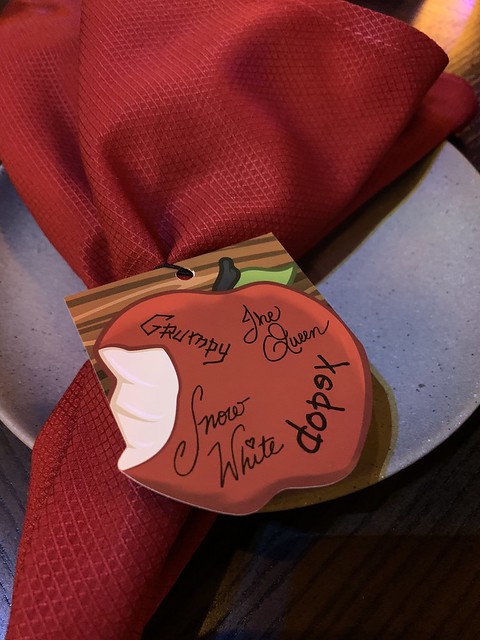 Grumpy
The
Queen
Dopey
Snow
White